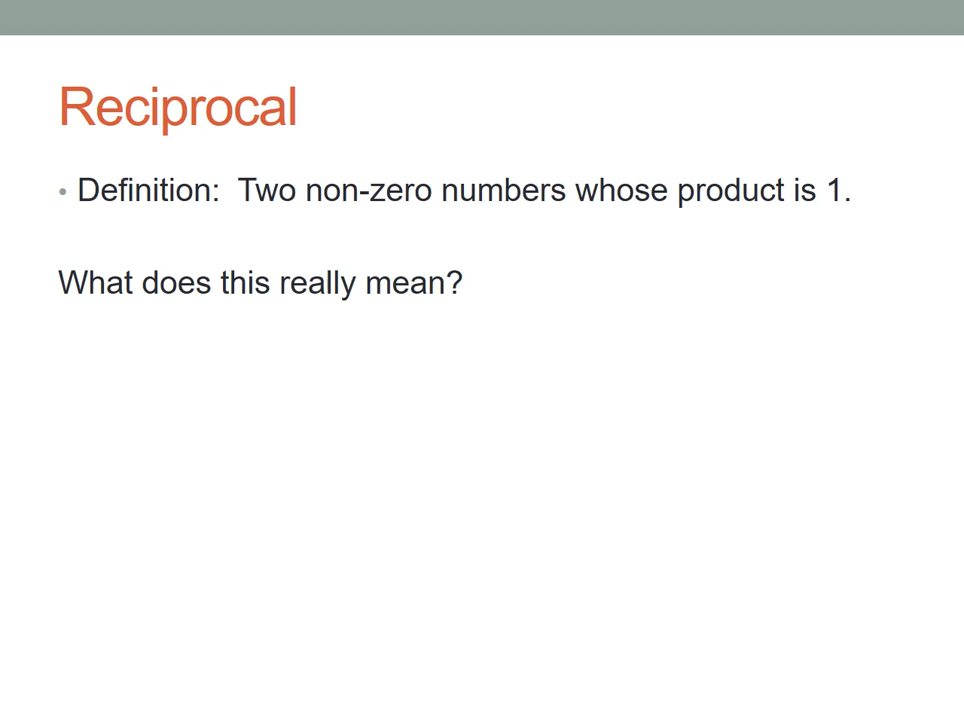 Reciprocal
• Definition:  Two non-zero numbers whose product is 1.
What does this really mean?